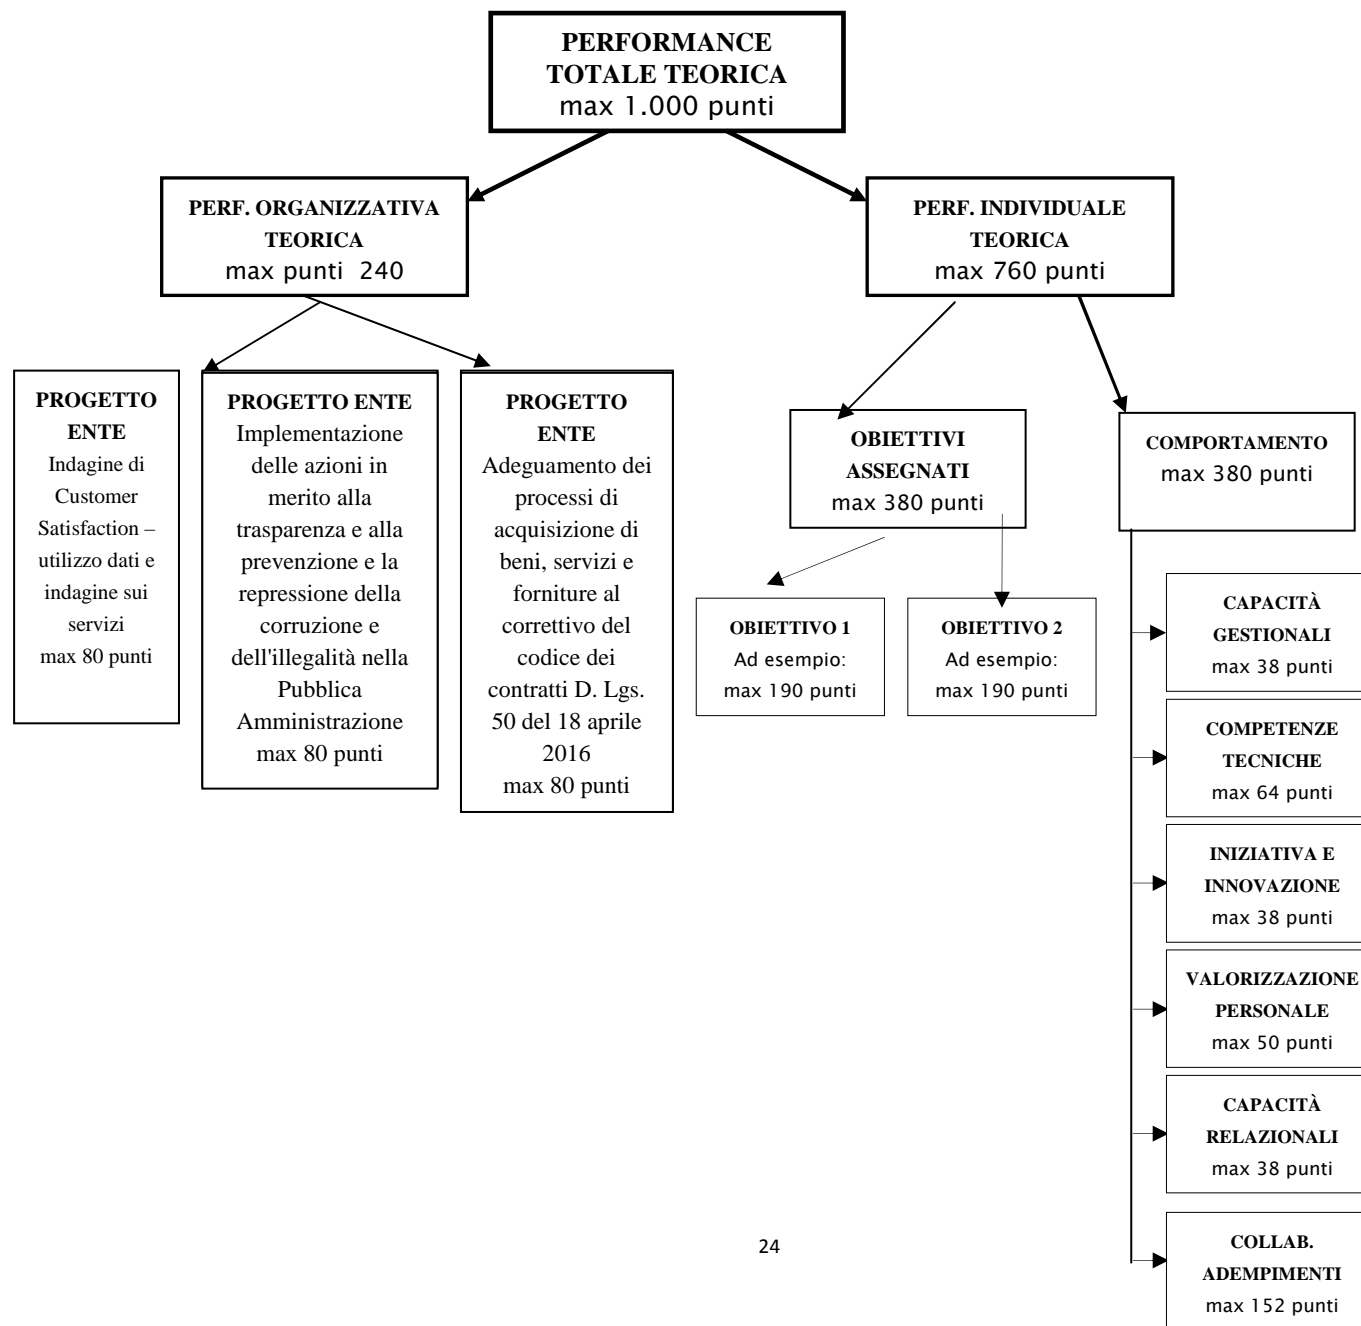 PERFORMANCE
TOTALE TEORICA
max 1.000 punti
PERF. ORGANIZZATIVA
TEORICA
max punti 240
PERF. INDIVIDUALE
TEORICA
max 760 punti
PROGETTO
ENTE
Indagine di
Customer
Satisfaction –
utilizzo dati e
indagine sui
servizi
max 80 punti
PROGETTO ENTE
Implementazione
delle azioni in
merito alla
trasparenza e alla
prevenzione e la
repressione della
corruzione e
dell'illegalità nella
Pubblica
Amministrazione
max 80 punti
PROGETTO
ENTE
Adeguamento dei
processi di
acquisizione di
beni, servizi e
forniture al
correttivo del
codice dei
contratti D. Lgs.
50 del 18 aprile
2016
max 80 punti
OBIETTIVI
ASSEGNATI
max 380 punti
COMPORTAMENTO
max 380 punti
OBIETTIVO 1
Ad esempio:
max 190 punti
OBIETTIVO 2
Ad esempio:
max 190 punti
CAPACITÀ
GESTIONALI
max 38 punti
COMPETENZE
TECNICHE
max 64 punti
INIZIATIVA E
INNOVAZIONE
max 38 punti
VALORIZZAZIONE
PERSONALE
max 50 punti
CAPACITÀ
RELAZIONALI
max 38 punti
COLLAB.
ADEMPIMENTI
max 152 punti
24